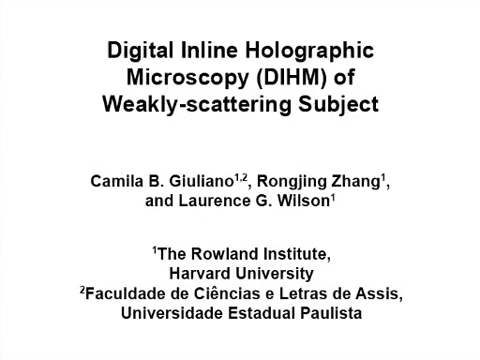 Digital Inline Holographic
Microscopy (DIHM) of
Weakly-scattering Subject
Camila B. Giuliano¹,², Rongjing Zhang¹,
and Laurence G. Wilson¹
¹The Rowland Institute,
Harvard University
²Faculdade de Ciências e Letras de Assis,
Universidade Estadual Paulista